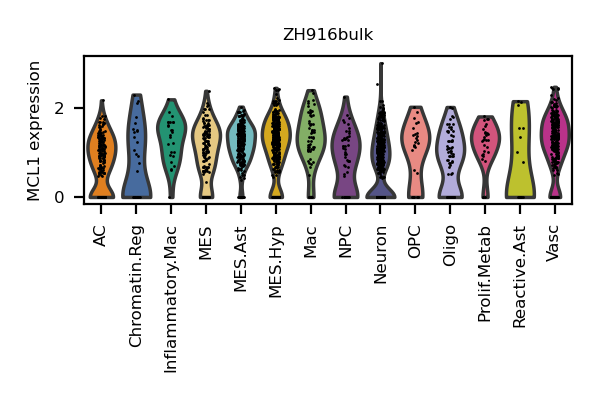 ZH916bulk
MCL1 expression
2
0
AC
Chromatin.Reg
Inflammatory.Mac
MES
MES.Ast
MES.Hyp
Mac
NPC
Neuron
OPC
Oligo
Prolif.Metab
Reactive.Ast
Vasc